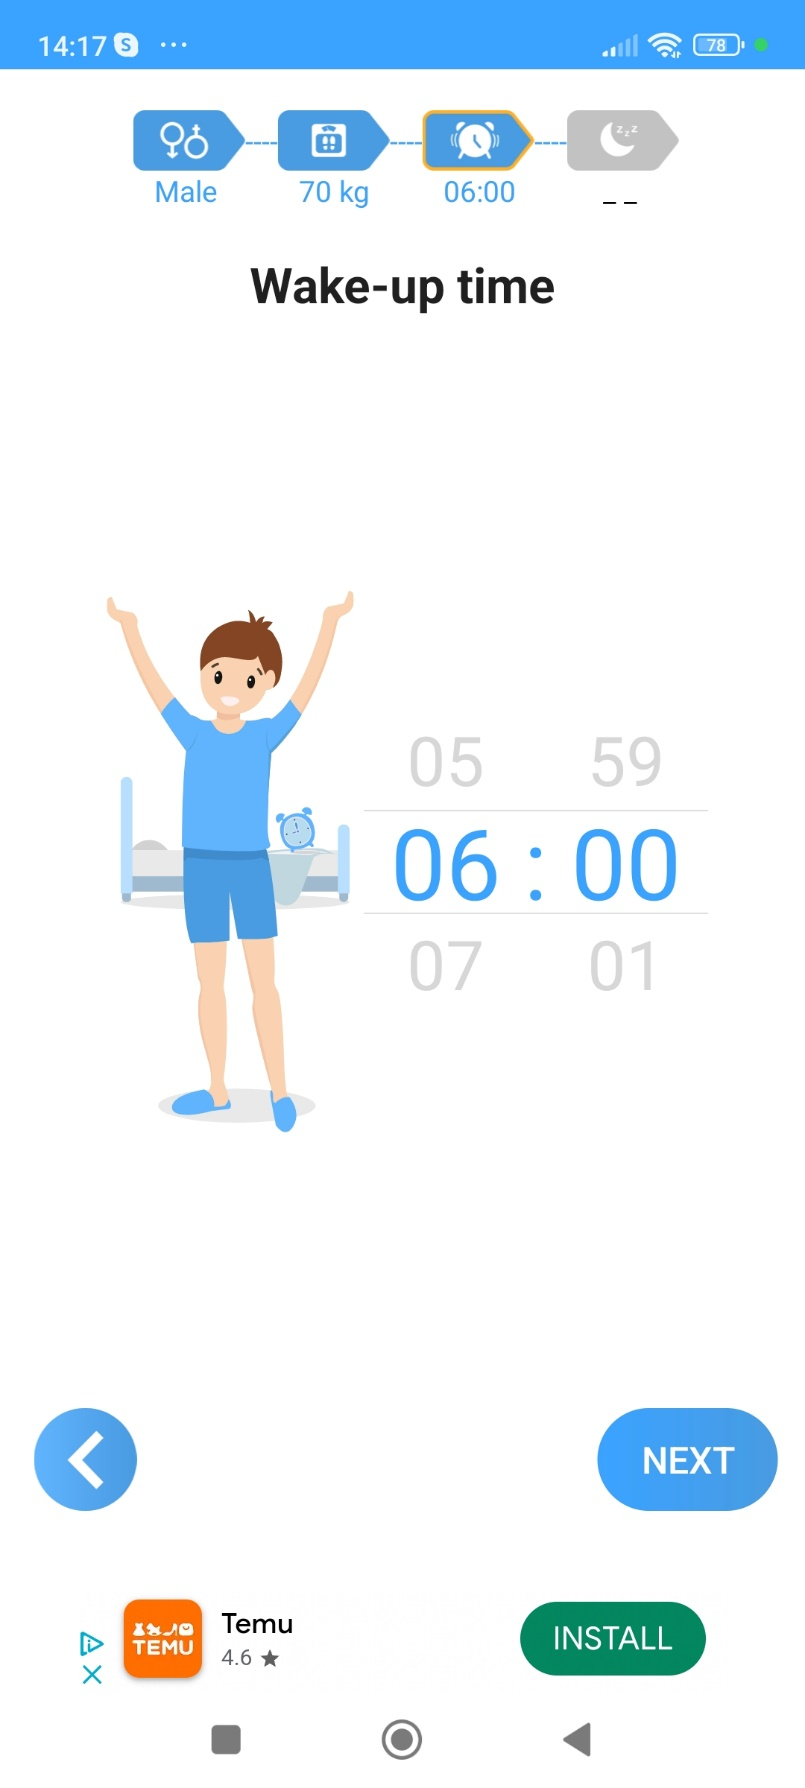 14:17 S ...
78
Male 70 kg 06:00 _ _
Wake-up time
05 59
06 : 00
07 01
NEXT
TEMU
Temu
4.6 ★
INSTALL